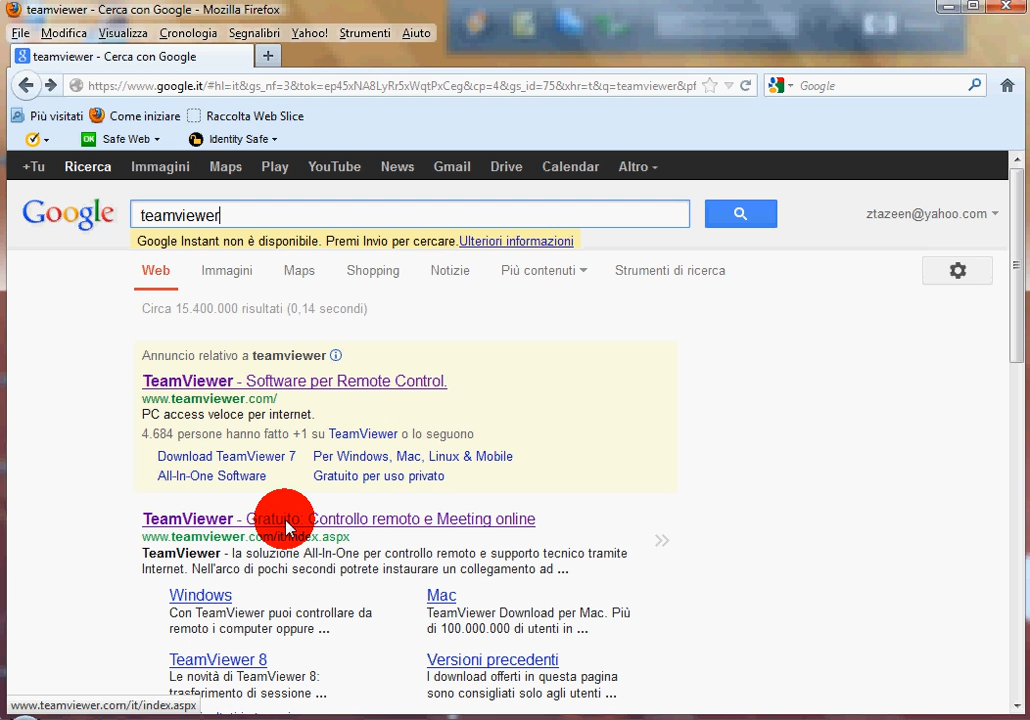 teamviewer - Cerca con Google - Mozilla Firefox
File Modifica Visualizza Cronologia Segnalibri Yahoo! Strumenti Aiuto
teamviewer - Cerca con Google +
https://www.google.it/#hl=it&gs_nf=3&tok=ep45xNA8LyRr5xWqtPxCeg&cp=4&gs_id=75&xhr=t&q=teamviewer&pf Google
Più visitati Come iniziare Raccolta Web Slice
OK Safe Web Identity Safe
+Tu Ricerca Immagini Maps Play YouTube News Gmail Drive Calendar Altro
Google teamviewer ztazeen@yahoo.com
Google Instant non è disponibile. Premi Invio per cercare.Ulteriori informazioni
Web Immagini Maps Shopping Notizie Più contenuti Strumenti di ricerca
Circa 15.400.000 risultati (0,14 secondi)
Annuncio relativo a teamviewer
TeamViewer - Software per Remote Control.
www.teamviewer.com/
PC access veloce per internet.
4.684 persone hanno fatto +1 su TeamViewer o lo seguono
Download TeamViewer 7 Per Windows, Mac, Linux & Mobile
All-In-One Software Gratuito per uso privato
TeamViewer - Gratuito: Controllo remoto e Meeting online
www.teamviewer.com/it/index.aspx
TeamViewer - la soluzione All-In-One per controllo remoto e supporto tecnico tramite
Internet. Nell'arco di pochi secondi potrete instaurare un collegamento ad ...
Windows Mac
Con TeamViewer puoi controllare da TeamViewer Download per Mac. Più
remoto i computer oppure ... di 100.000.000 di utenti in ...
TeamViewer 8 Versioni precedenti
Le novità di TeamViewer 8: I download offerti in questa pagina
trasferimento di sessione ... sono consigliati solo agli utenti ...
www.teamviewer.com/it/index.aspx